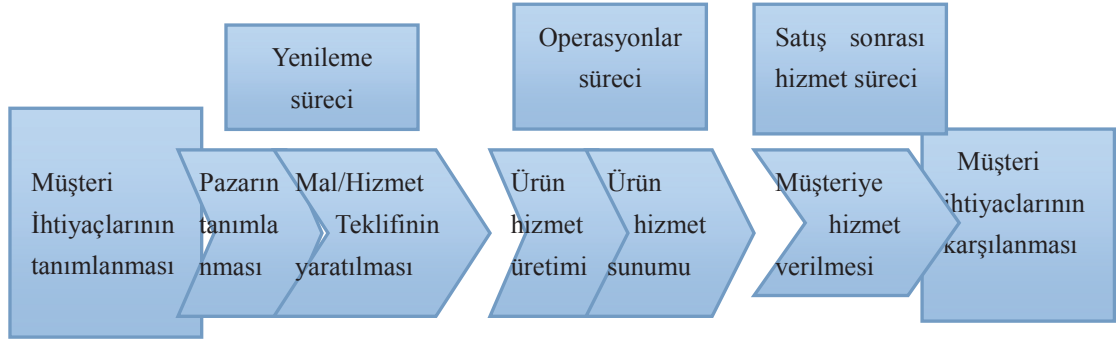 Yenileme
süreci
Operasyonlar
süreci
Satış sonrası
hizmet süreci
Müşteri
İhtiyaçlarının
tanımlanması
Pazarın
tanımla
nması
Mal/Hizmet
Teklifinin
yaratılması
Ürün
hizmet
üretimi
Ürün
hizmet
sunumu
Müşteriye
hizmet
verilmesi
Müşteri
ihtiyaclarının
karşılanması